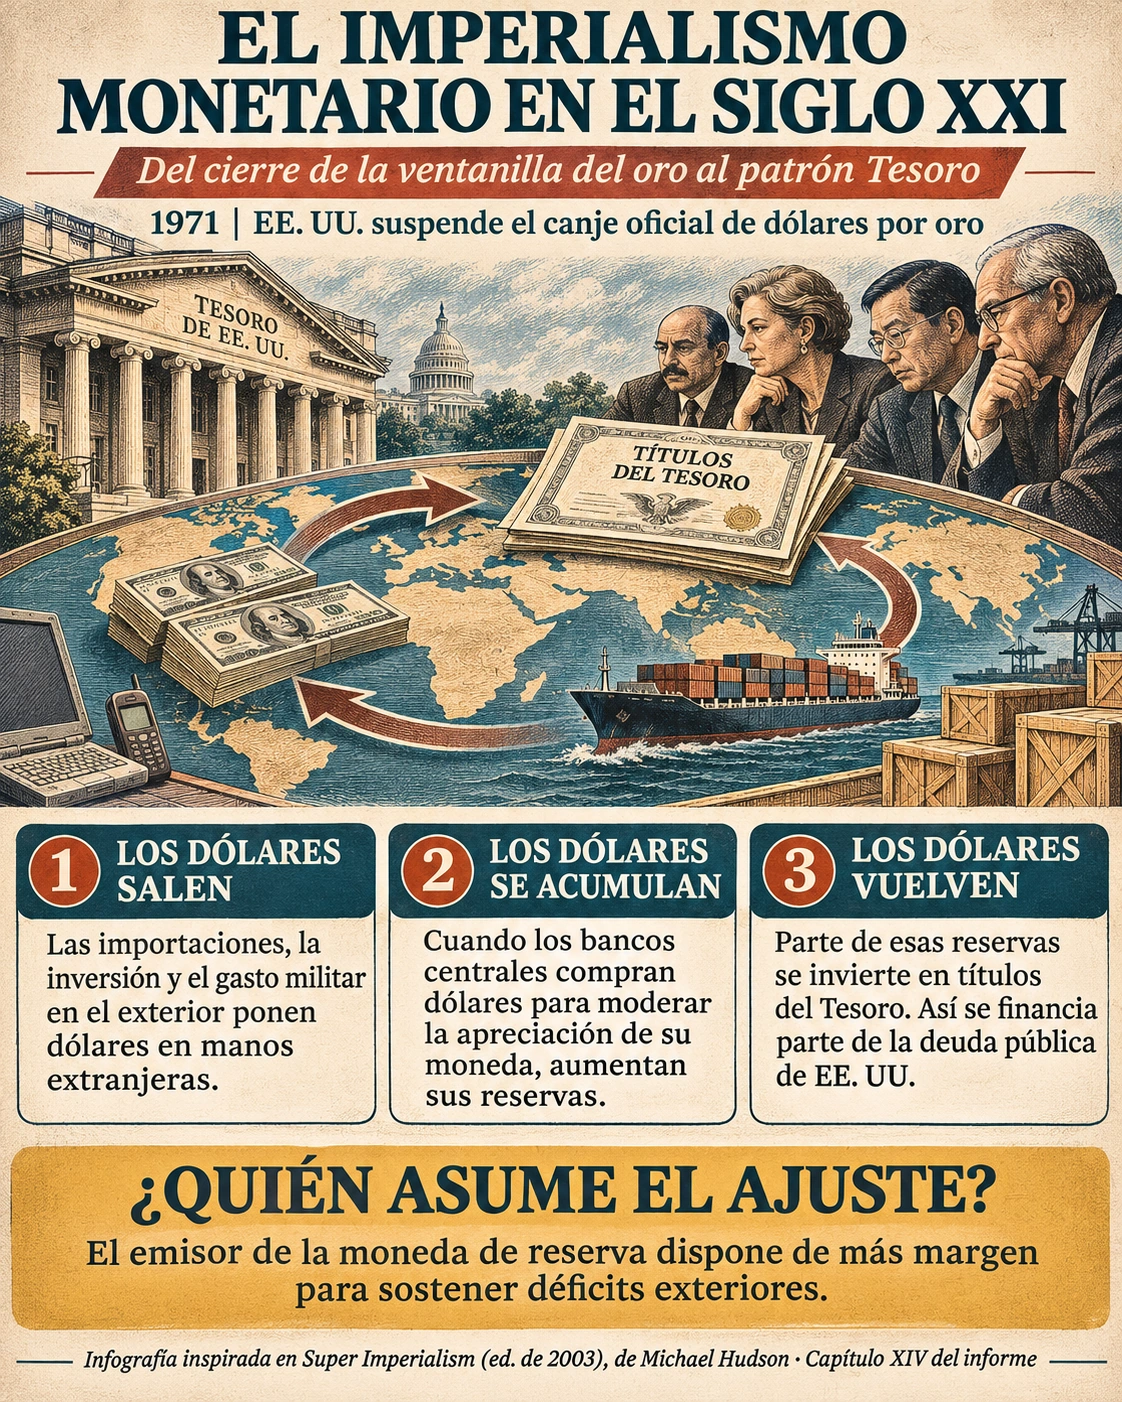 EL IMPERIALISMO
MONETARIO EN EL SIGLO XXI
Del cierre de la ventanilla del oro al patrón Tesoro
1971 | EE. UU. suspende el canje oficial de dólares por oro
TESORO
DE EE. UU.
TÍTULOS
DEL TESORO
1 LOS DÓLARES
SALEN
Las importaciones, la
inversión y el gasto militar
en el exterior ponen
dólares en manos
extranjeras.
2 LOS DÓLARES
SE ACUMULAN
Cuando los bancos
centrales compran
dólares para moderar
la apreciación de su
moneda, aumentan
sus reservas.
3 LOS DÓLARES
VUELVEN
Parte de esas reservas
se invierte en títulos
del Tesoro. Así se financia
parte de la deuda pública
de EE. UU.
¿QUIÉN ASUME EL AJUSTE?
El emisor de la moneda de reserva dispone de más margen
para sostener déficits exteriores.
Infografía inspirada en Super Imperialism (ed. de 2003), de Michael Hudson · Capítulo XIV del informe